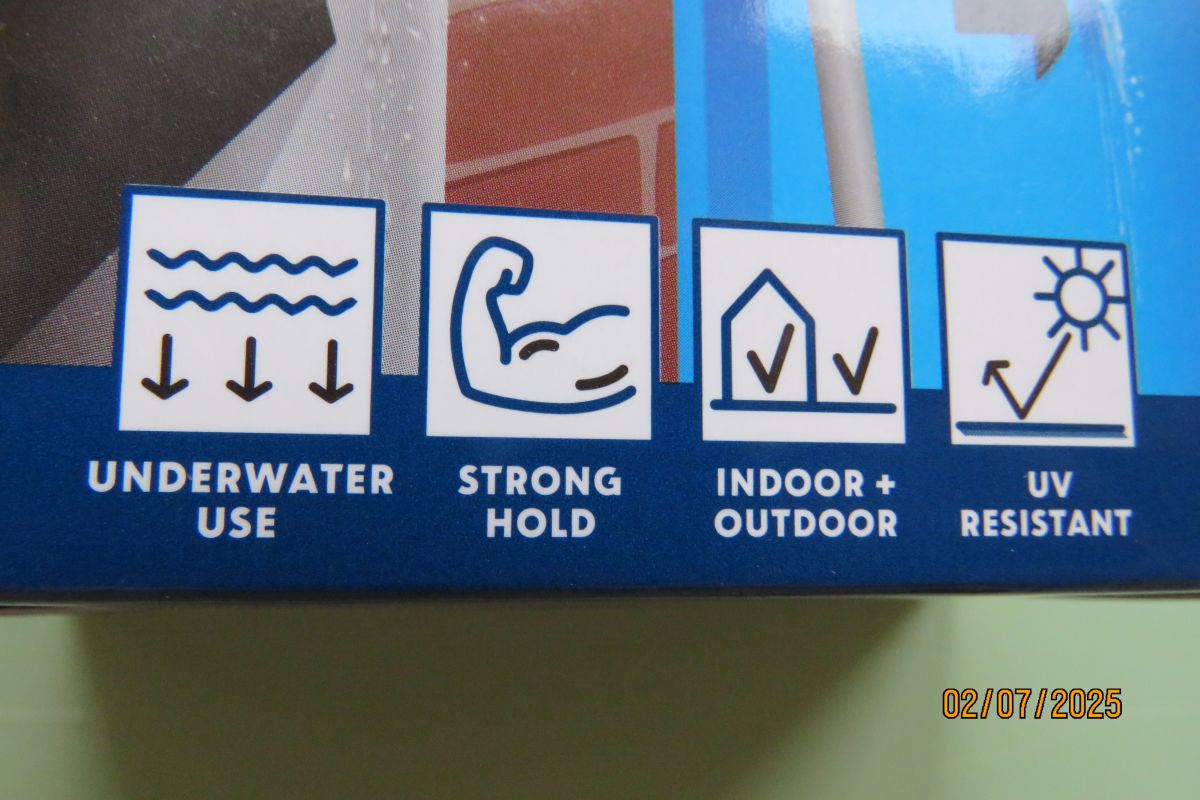 UNDERWATER
USE
STRONG
HOLD
INDOOR +
OUTDOOR
UV
RESISTANT
02/07/2025